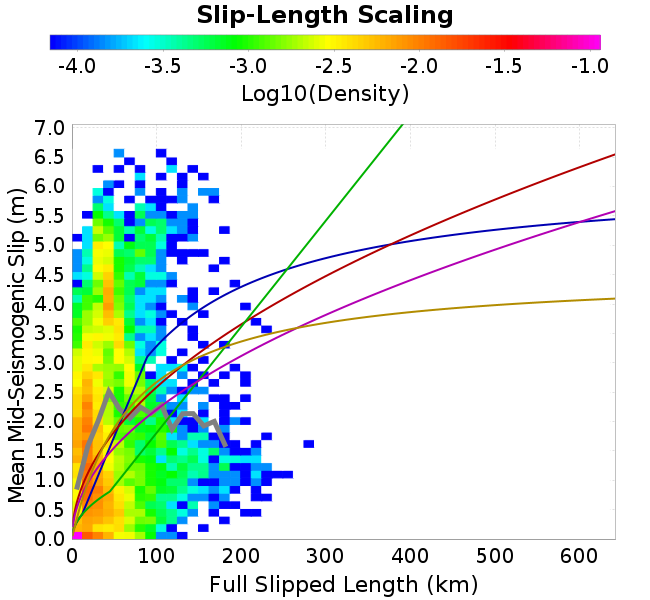 Slip-Length Scaling
-4.0 -3.5 -3.0 -2.5 -2.0 -1.5 -1.0
Log10(Density)
7.0
6.5
6.0
5.5
5.0
4.5
4.0
3.5
3.0
2.5
2.0
1.5
1.0
0.5
0.0
Mean Mid-Seismogenic Slip (m)
0 100 200 300 400 500 600
Full Slipped Length (km)